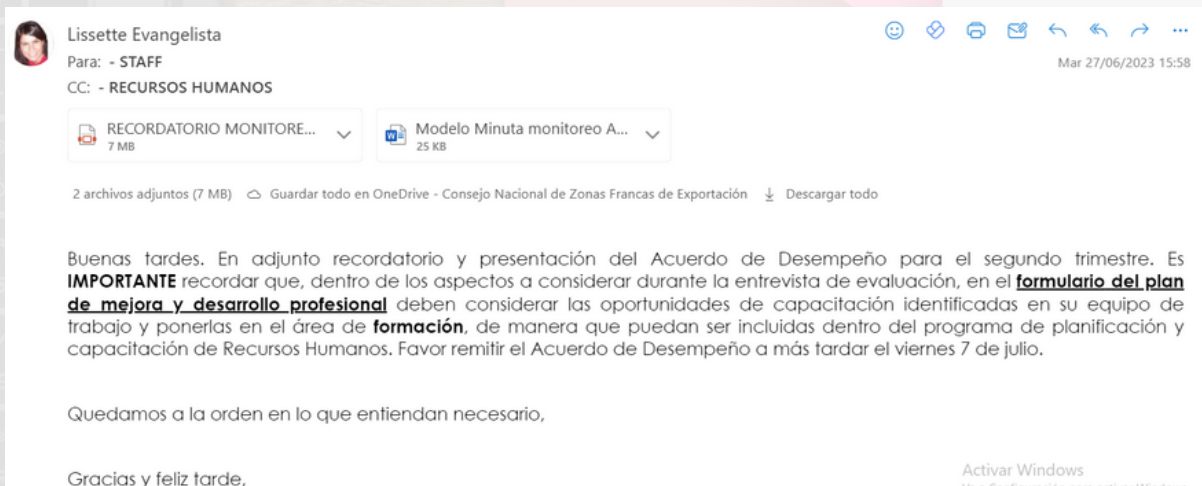 Lissette Evangelista
Para: - STAFF
CC: - RECURSOS HUMANOS
Mar 27/06/2023 15:58
RECORDATORIO MONITORE...
7 MB
Modelo Minuta monitoreo A...
25 KB
2 archivos adjuntos (7 MB) Guardar todo en OneDrive - Consejo Nacional de Zonas Francas de Exportación Descargar todo
Buenas tardes. En adjunto recordatorio y presentación del Acuerdo de Desempeño para el segundo trimestre. Es
IMPORTANTE recordar que, dentro de los aspectos a considerar durante la entrevista de evaluación, en el formulario del plan
de mejora y desarrollo profesional deben considerar las oportunidades de capacitación identificadas en su equipo de
trabajo y ponerlas en el área de formación, de manera que puedan ser incluidas dentro del programa de planificación y
capacitación de Recursos Humanos. Favor remitir el Acuerdo de Desempeño a más tardar el viernes 7 de julio.
Quedamos a la orden en lo que entiendan necesario,
Gracias y feliz tarde,
Activar Windows